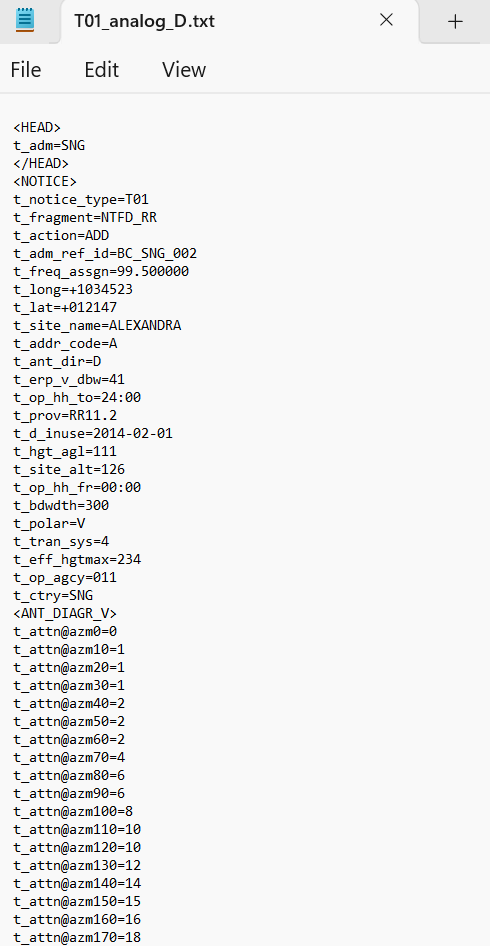 T01_analog_D.txt
File Edit View
<HEAD>
t_adm=SNG
</HEAD>
<NOTICE>
t_notice_type=T01
t_fragment=NTFD_RR
t_action=ADD
t_adm_ref_id=BC_SNG_002
t_freq_assgn=99.500000
t_long=+1034523
t_lat=+012147
t_site_name=ALEXANDRA
t_addr_code=A
t_ant_dir=D
t_erp_v_dbw=41
t_op_hh_to=24:00
t_prov=RR11.2
t_d_inuse=2014-02-01
t_hgt_agl=111
t_site_alt=126
t_op_hh_fr=00:00
t_bdwdth=300
t_polar=V
t_tran_sys=4
t_eff_hgtmax=234
t_op_agcy=011
t_ctry=SNG
<ANT_DIAGR_V>
t_attn@azm0=0
t_attn@azm10=1
t_attn@azm20=1
t_attn@azm30=1
t_attn@azm40=2
t_attn@azm50=2
t_attn@azm60=2
t_attn@azm70=4
t_attn@azm80=6
t_attn@azm90=6
t_attn@azm100=8
t_attn@azm110=10
t_attn@azm120=10
t_attn@azm130=12
t_attn@azm140=14
t_attn@azm150=15
t_attn@azm160=16
t_attn@azm170=18